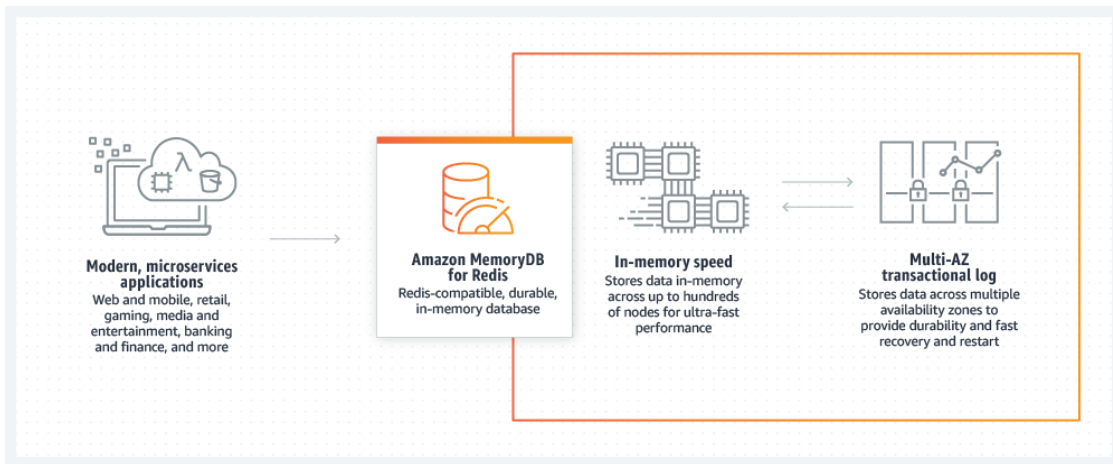 Modern, microservices
applications
Web and mobile, retail,
gaming, media and
entertainment, banking
and finance, and more
Amazon MemoryDB
for Redis
Redis-compatible, durable,
in-memory database
In-memory speed
Stores data in-memory
across up to hundreds
of nodes for ultra-fast
performance
Multi-AZ
transactional log
Stores data across multiple
availability zones to
provide durability and fast
recovery and restart